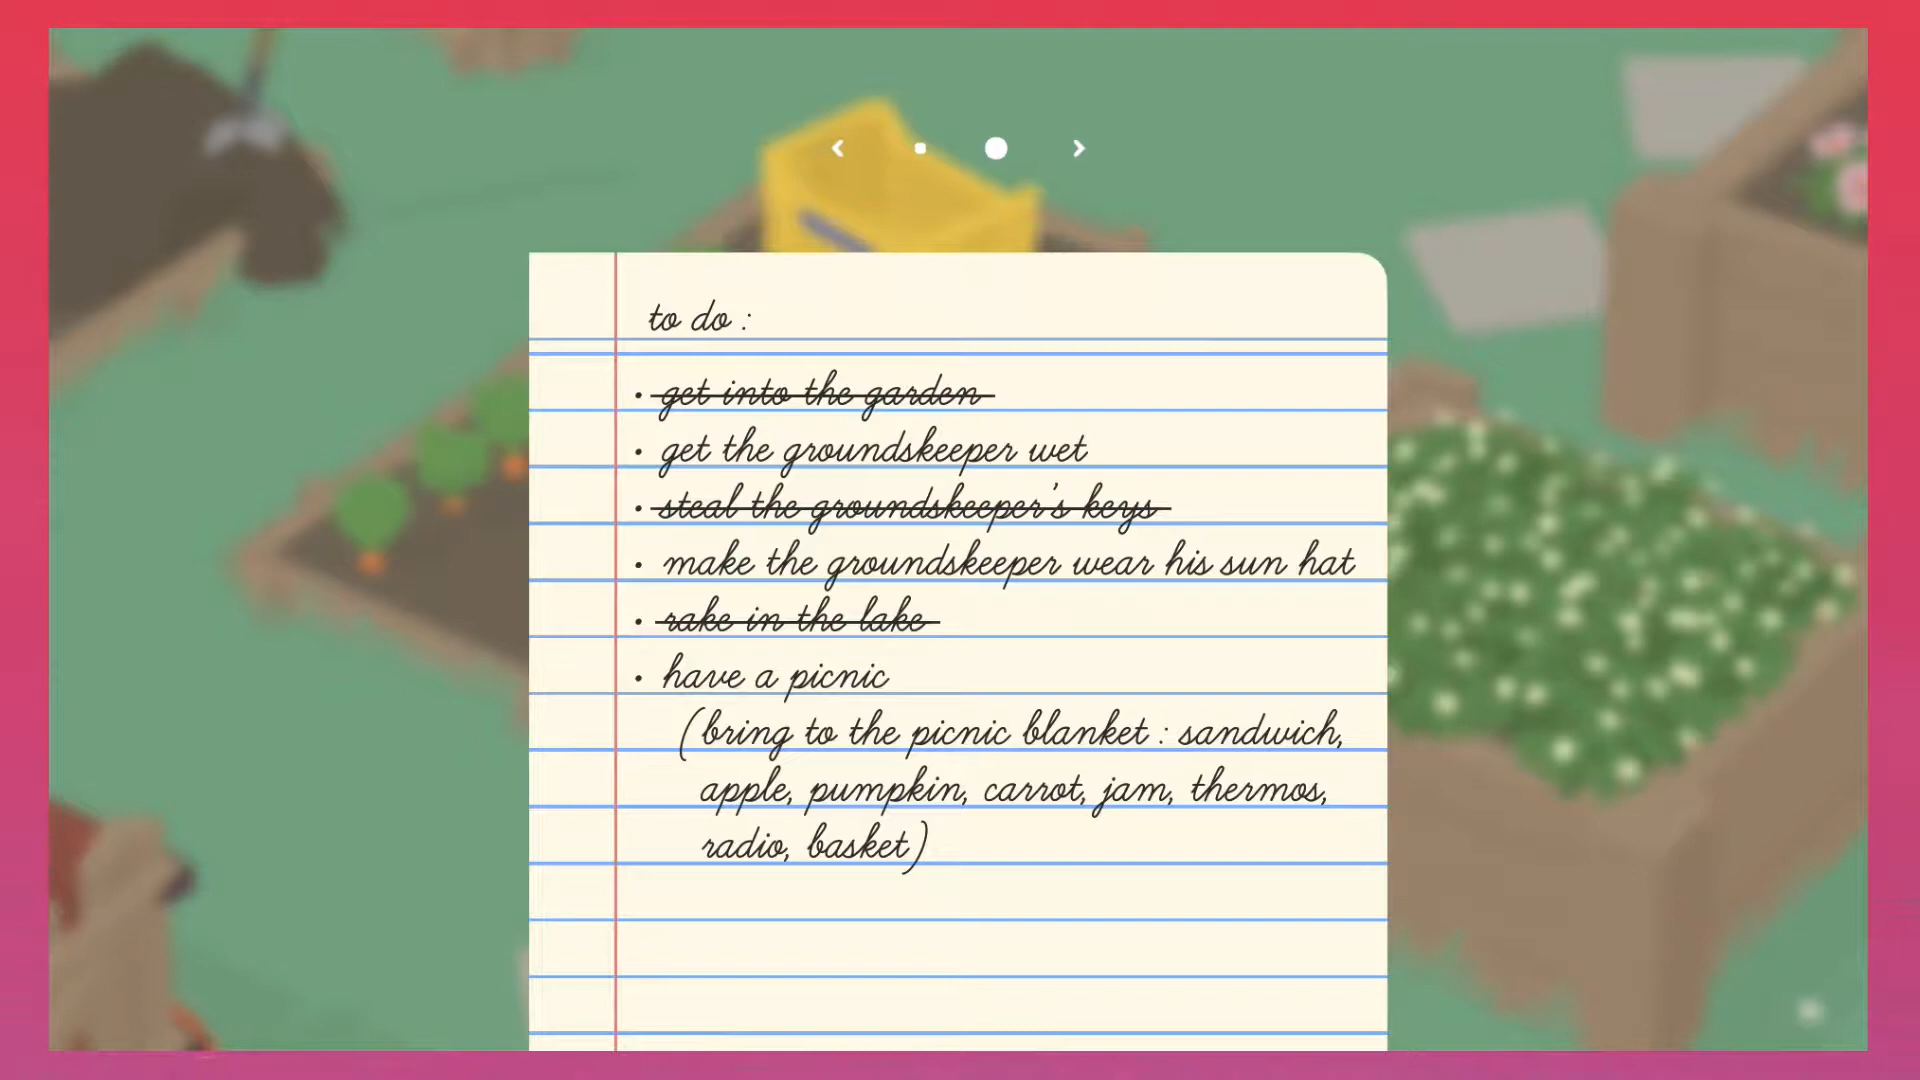 to do :
• get into the garden
• get the groundskeeper wet
• steal the groundskeeper's keys
• make the groundskeeper wear his sun hat
• rake in the lake
• have a picnic
(bring to the picnic blanket : sandwich,
apple, pumpkin, carrot, jam, thermos,
radio, basket)